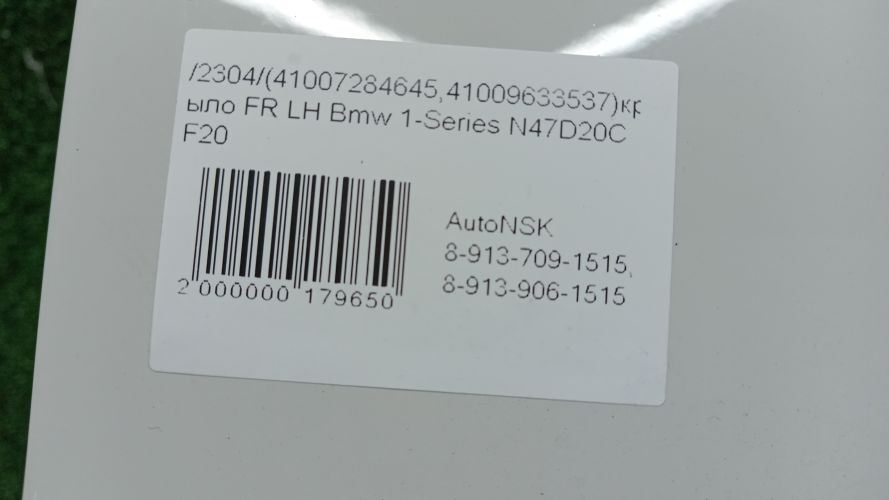 /2304/(41007284645,41009633537)кр
ыло FR LH Bmw 1-Series N47D20C
F20
AutoNSK
8-913-709-1515,
8-913-906-1515
2 000000 179650